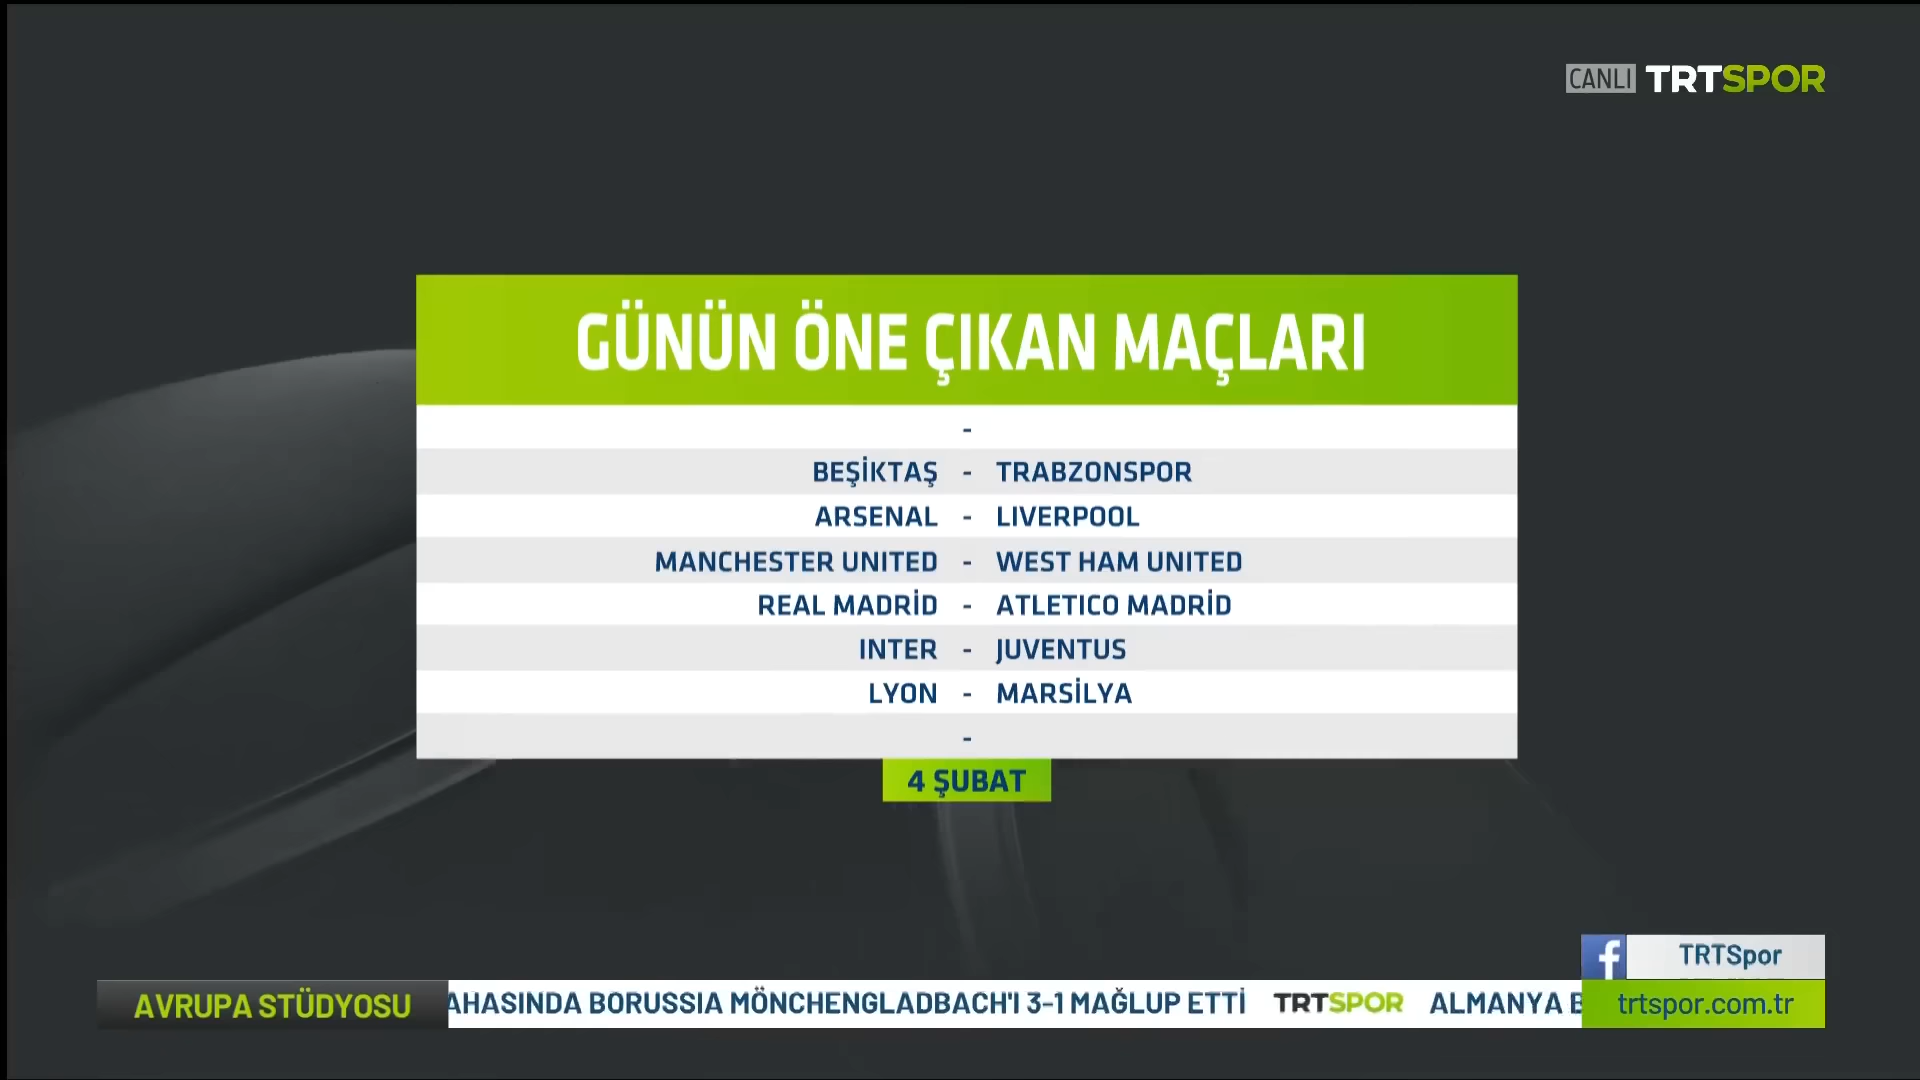 CANLI TRTSPOR
GÜNÜN ÖNE ÇIKAN MAÇLARI
-
BEŞİKTAŞ - TRABZONSPOR
ARSENAL - LIVERPOOL
MANCHESTER UNITED - WEST HAM UNITED
REAL MADRİD - ATLETICO MADRİD
INTER - JUVENTUS
LYON - MARSİLYA
-
4 ŞUBAT
f TRTSpor
AVRUPA STÜDYOSU AHASINDA BORUSSIA MÖNCHENGLADBACH'I 3-1 MAĞLUP ETTİ TRTSPOR ALMANYA B trtspor.com.tr